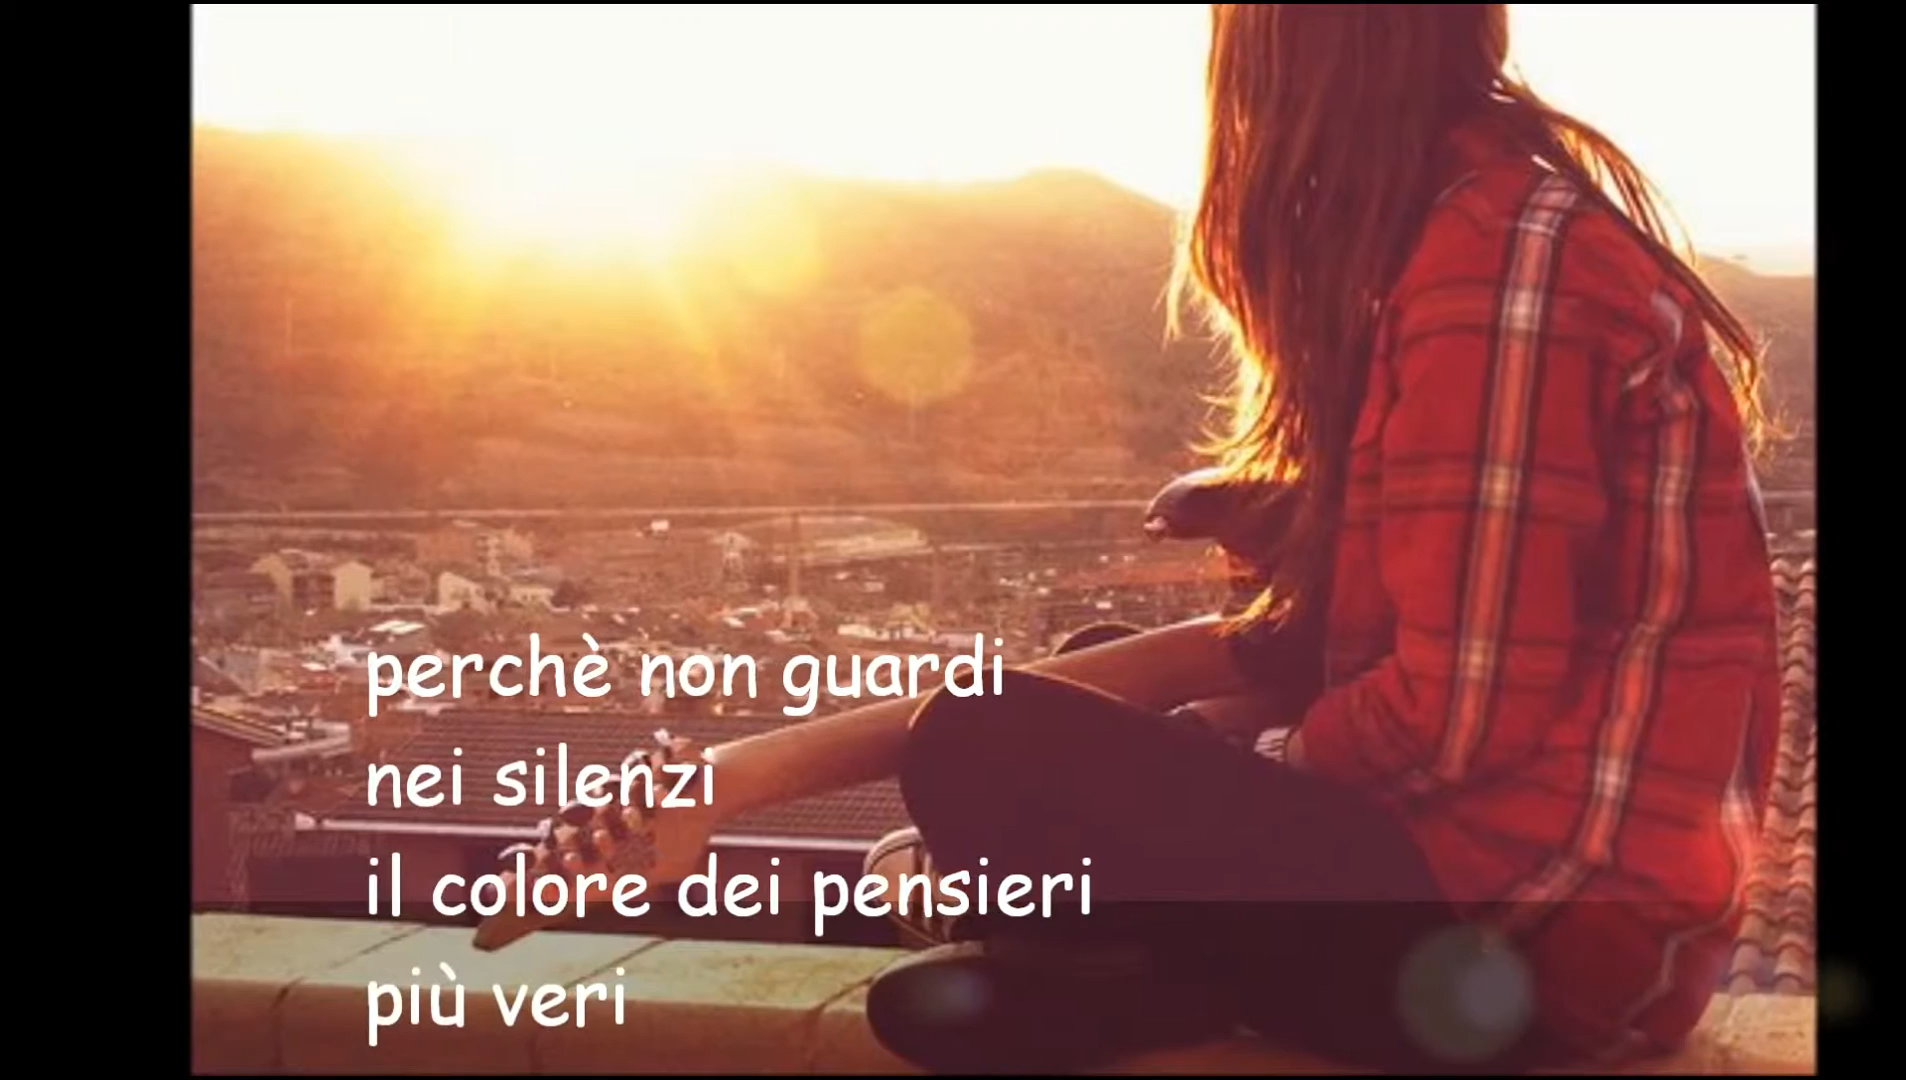 perchè non guardi
nei silenzi
il colore dei pensieri
più veri